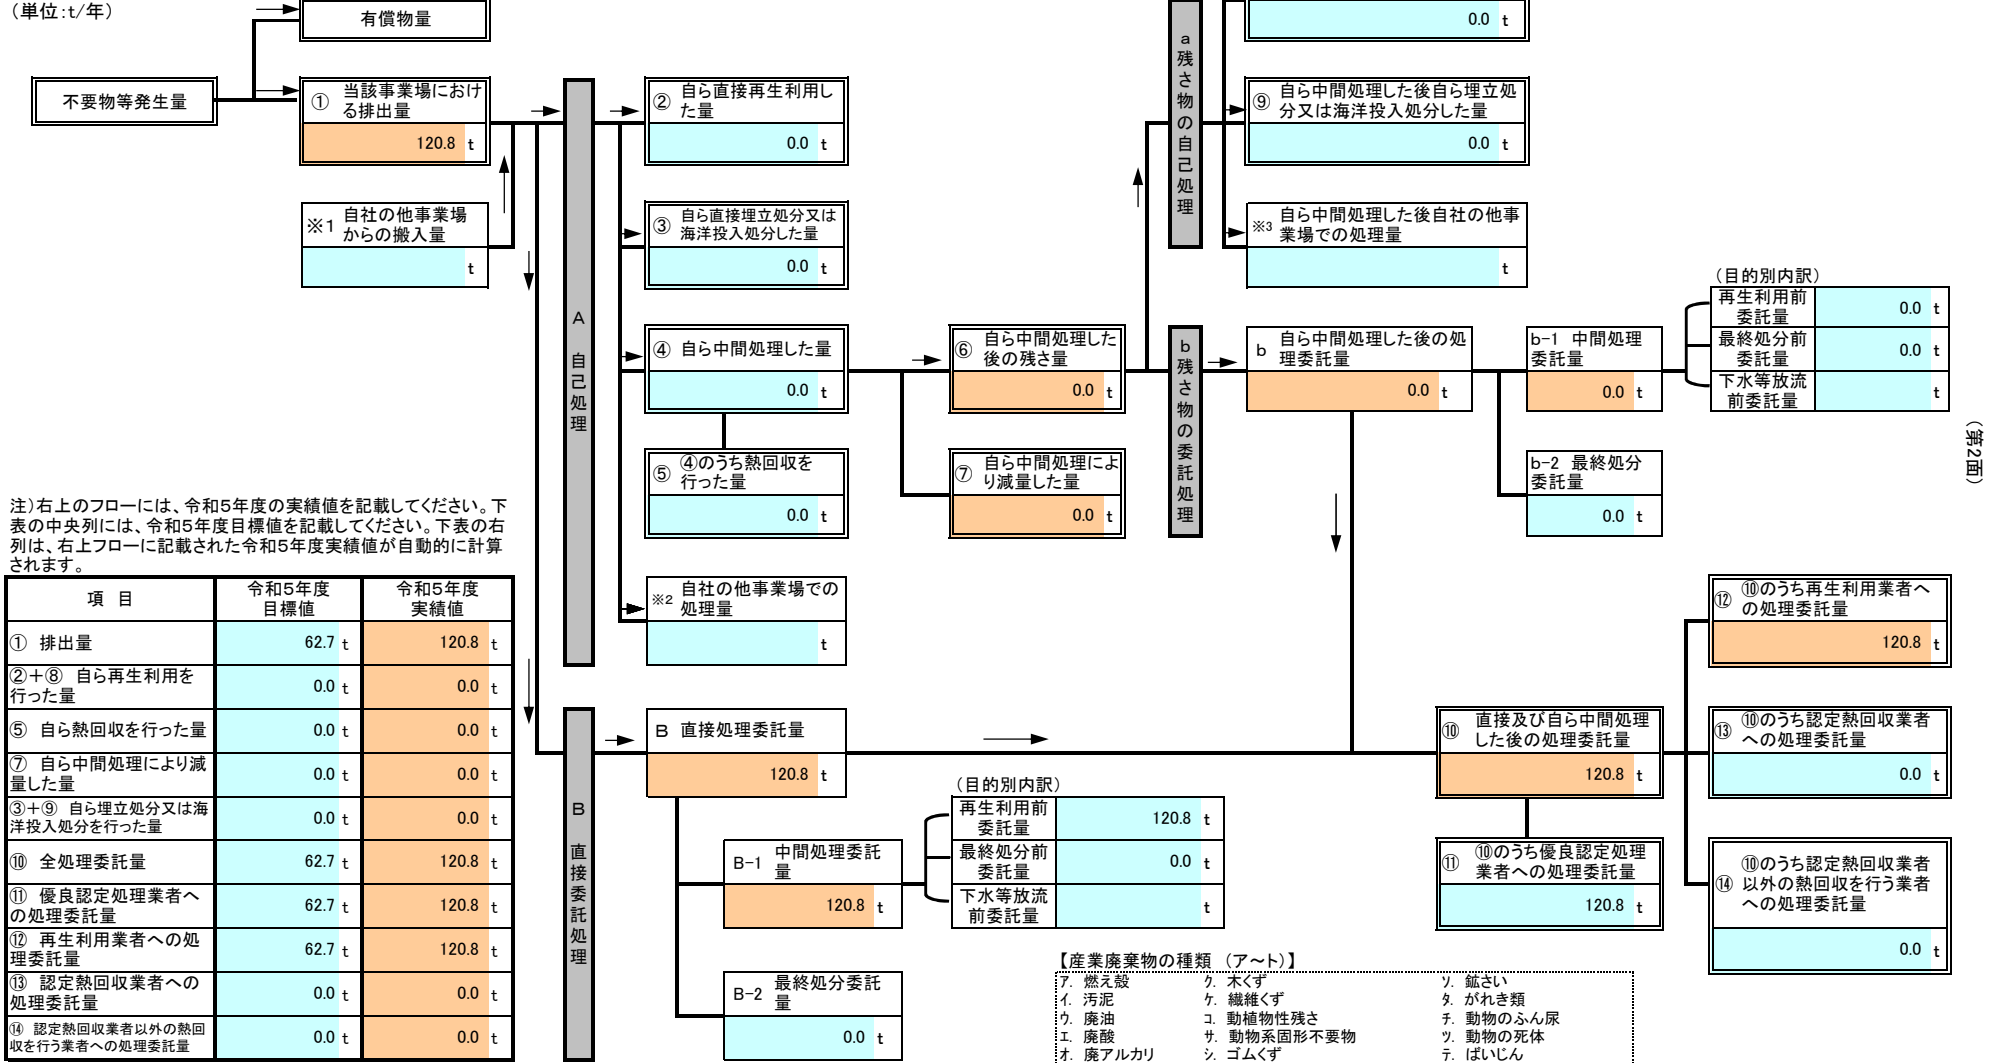 (単位:t/年)
有償物量
不要物等発生量
① 当該事業場におけ
る排出量
120.8 t
※1 自社の他事業場
からの搬入量
t
A 自己処理
② 自ら直接再生利用し
た量
0.0 t
③ 自ら直接埋立処分又は
海洋投入処分した量
0.0 t
④ 自ら中間処理した量
0.0 t
⑤ ④のうち熱回収を
行った量
0.0 t
※2 自社の他事業場での
処理量
t
⑥ 自ら中間処理した
後の残さ量
0.0 t
⑦ 自ら中間処理によ
り減量した量
0.0 t
a 残さ物の自己処理
0.0 t
⑨ 自ら中間処理した後自ら埋立処
分又は海洋投入処分した量
0.0 t
※3 自ら中間処理した後自社の他事
業場での処理量
t
b 残さ物の委託処理
b 自ら中間処理した後の処
理委託量
0.0 t
b-1 中間処理
委託量
0.0 t
b-2 最終処分
委託量
0.0 t
(目的別内訳)
再生利用前
委託量 0.0 t
最終処分前
委託量 0.0 t
下水等放流
前委託量 t
(第2面)
注)右上のフローには、令和5年度の実績値を記載してください。下
表の中央列には、令和5年度目標値を記載してください。下表の右
列は、右上フローに記載された令和5年度実績値が自動的に計算
されます。
項 目 令和5年度 目標値 令和5年度 実績値
① 排出量 62.7 t 120.8 t
②+⑧ 自ら再生利用を
行った量 0.0 t 0.0 t
⑤ 自ら熱回収を行った量 0.0 t 0.0 t
⑦ 自ら中間処理により減
量した量 0.0 t 0.0 t
③+⑨ 自ら埋立処分又は海
洋投入処分を行った量 0.0 t 0.0 t
⑩ 全処理委託量 62.7 t 120.8 t
⑪ 優良認定処理業者へ
の処理委託量 62.7 t 120.8 t
⑫ 再生利用業者への処
理委託量 62.7 t 120.8 t
⑬ 認定熱回収業者への
処理委託量 0.0 t 0.0 t
⑭ 認定熱回収業者以外の熱回
収を行う業者への処理委託量 0.0 t 0.0 t
B 直接委託処理
B 直接処理委託量
120.8 t
B-1 中間処理委託
量
120.8 t
B-2 最終処分委託
量
0.0 t
(目的別内訳)
再生利用前
委託量 120.8 t
最終処分前
委託量 0.0 t
下水等放流
前委託量 t
⑩ 直接及び自ら中間処理
した後の処理委託量
120.8 t
⑪ ⑩のうち優良認定処理
業者への処理委託量
120.8 t
⑫ ⑩のうち再生利用業者へ
の処理委託量
120.8 t
⑬ ⑩のうち認定熱回収業者
への処理委託量
0.0 t
⑭ ⑩のうち認定熱回収業者
以外の熱回収を行う業者
への処理委託量
0.0 t
【産業廃棄物の種類 (ア~ト)】
ア. 燃え殻 ク. 木くず ソ. 鉱さい
イ. 汚泥 ケ. 繊維くず タ. がれき類
ウ. 廃油 コ. 動植物性残さ チ. 動物のふん尿
エ. 廃酸 サ. 動物系固形不要物 ツ. 動物の死体
オ. 廃アルカリ シ. ゴムくず テ. ばいじん